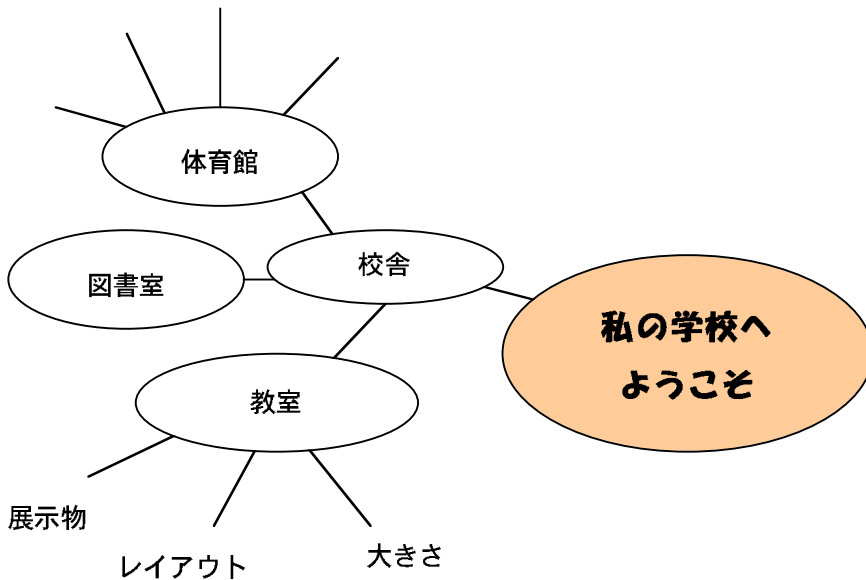 体育館
校舎
図書室
私の学校へ
ようこそ
教室
展示物
レイアウト
大きさ